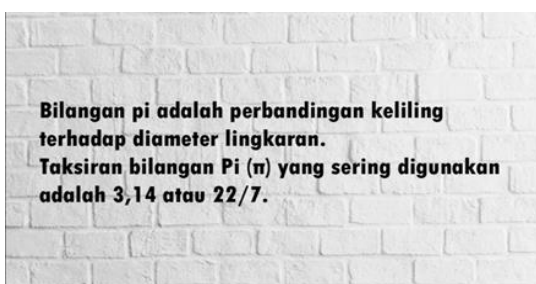 Bilangan pi adalah perbandingan keliling
terhadap diameter lingkaran.
Taksiran bilangan Pi (π) yang sering digunakan
adalah 3,14 atau 22/7.